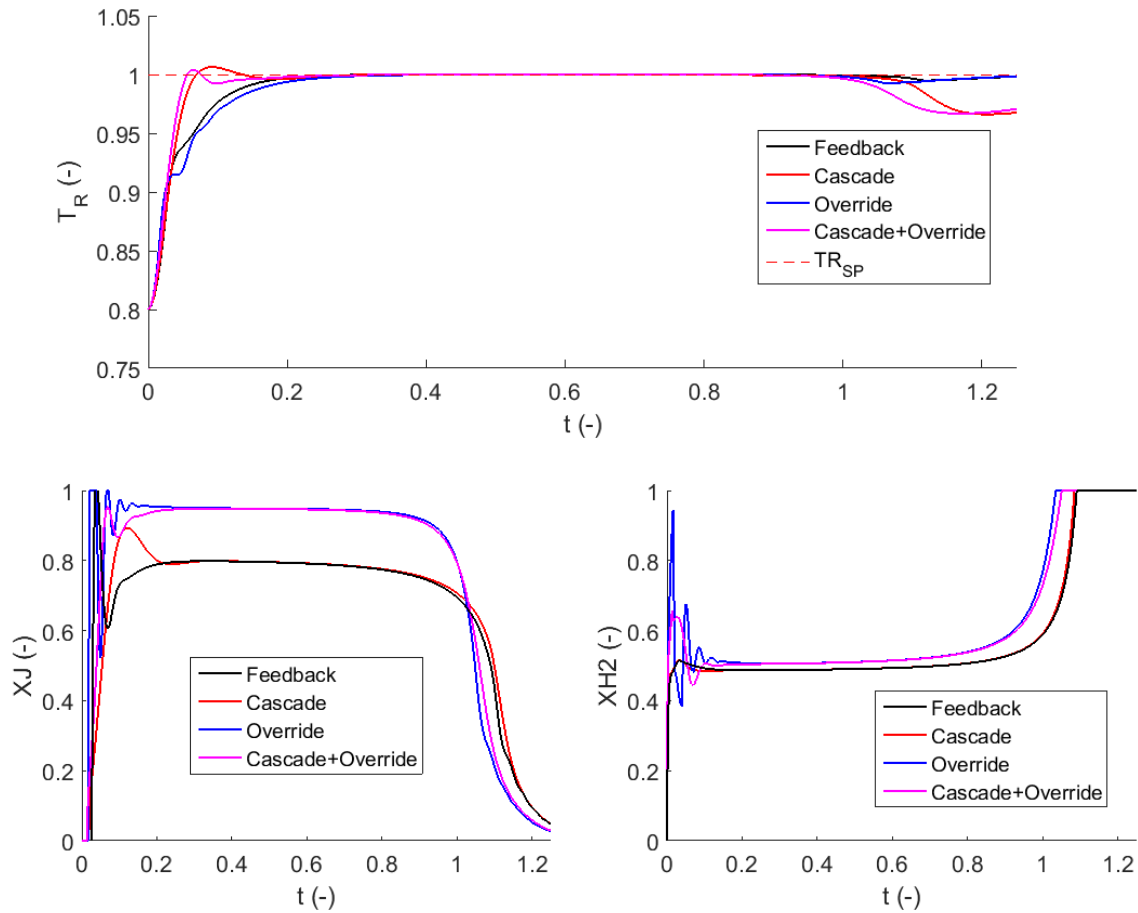 1.05
1
0.95
0.9
0.85
0.8
0.75
T_R (-)
0
0.2
0.4
0.6
0.8
1
1.2
t (-)
Feedback
Cascade
Override
Cascade+Override
TR_SP
1
0.8
0.6
0.4
0.2
0
XJ (-)
0
0.2
0.4
0.6
0.8
1
1.2
t (-)
Feedback
Cascade
Override
Cascade+Override
1
0.8
0.6
0.4
0.2
0
XH2 (-)
0
0.2
0.4
0.6
0.8
1
1.2
t (-)
Feedback
Cascade
Override
Cascade+Override